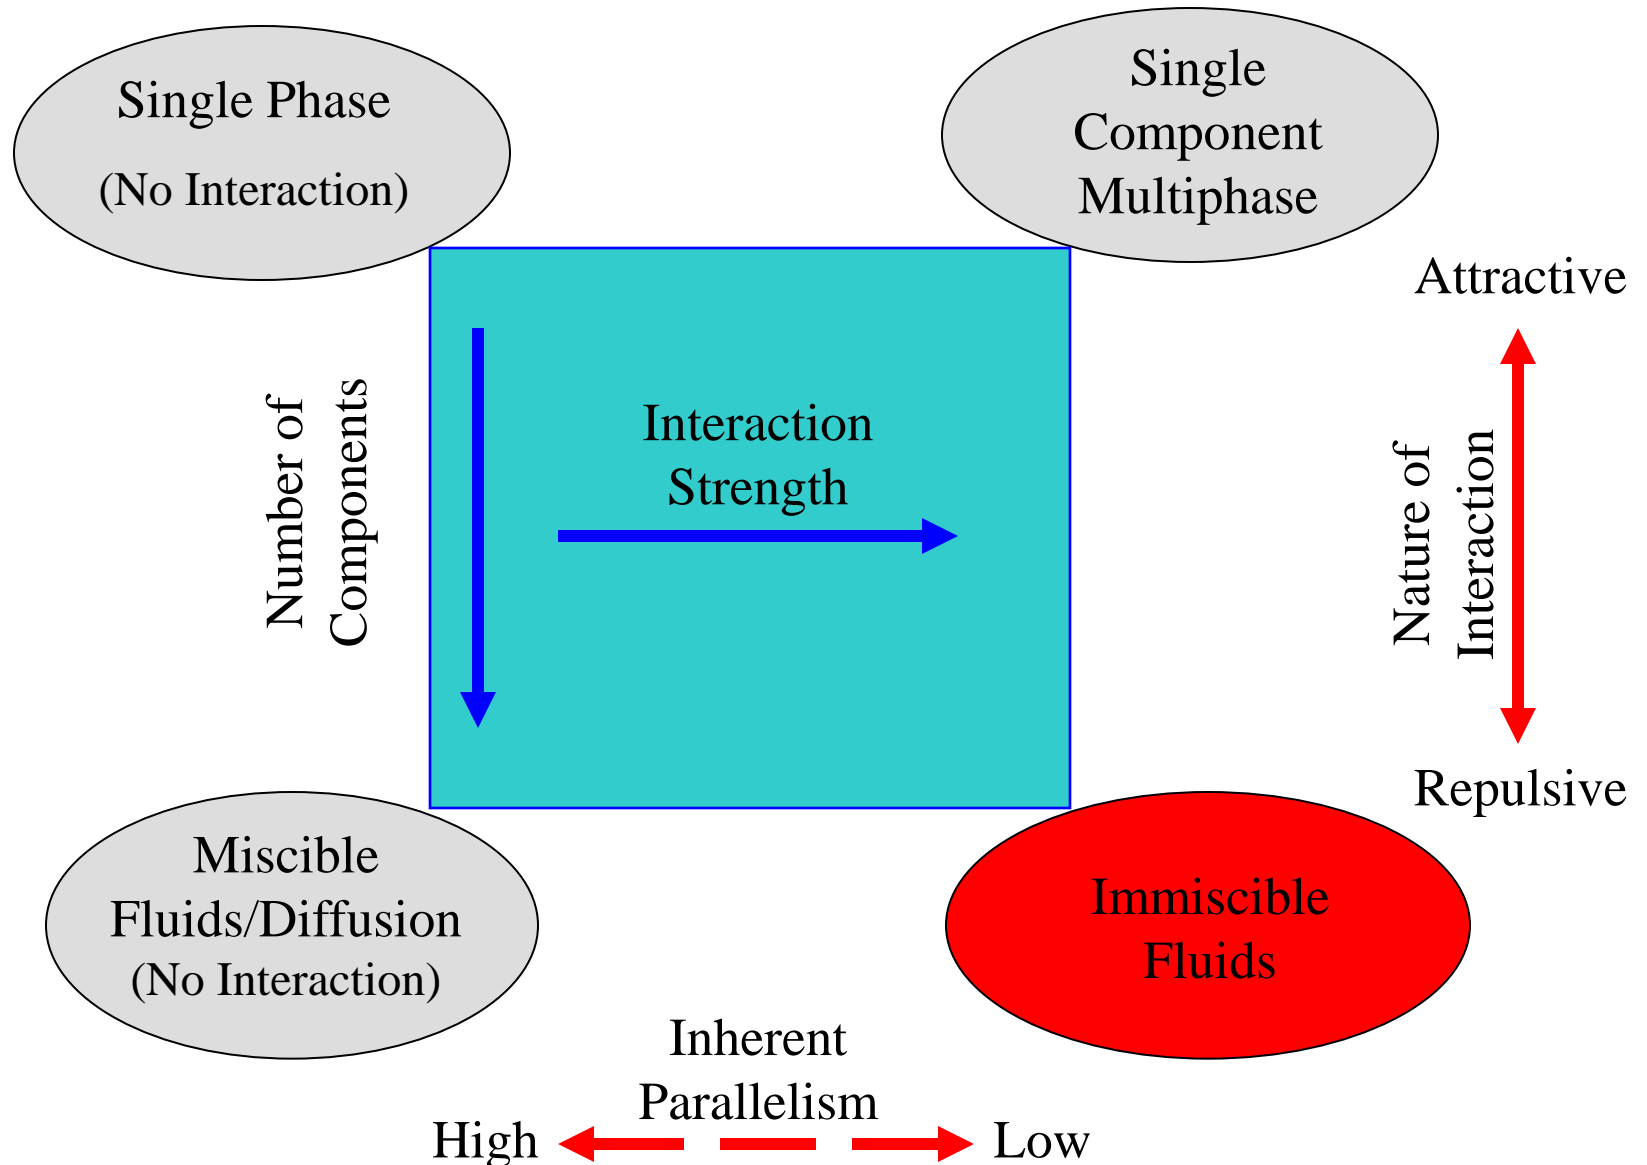 Single Phase
(No Interaction)
Single
Component
Multiphase
Attractive
Number of
Components
Interaction
Strength
Nature of
Interaction
Repulsive
Miscible
Fluids/Diffusion
(No Interaction)
Immiscible
Fluids
Inherent
Parallelism
High
Low